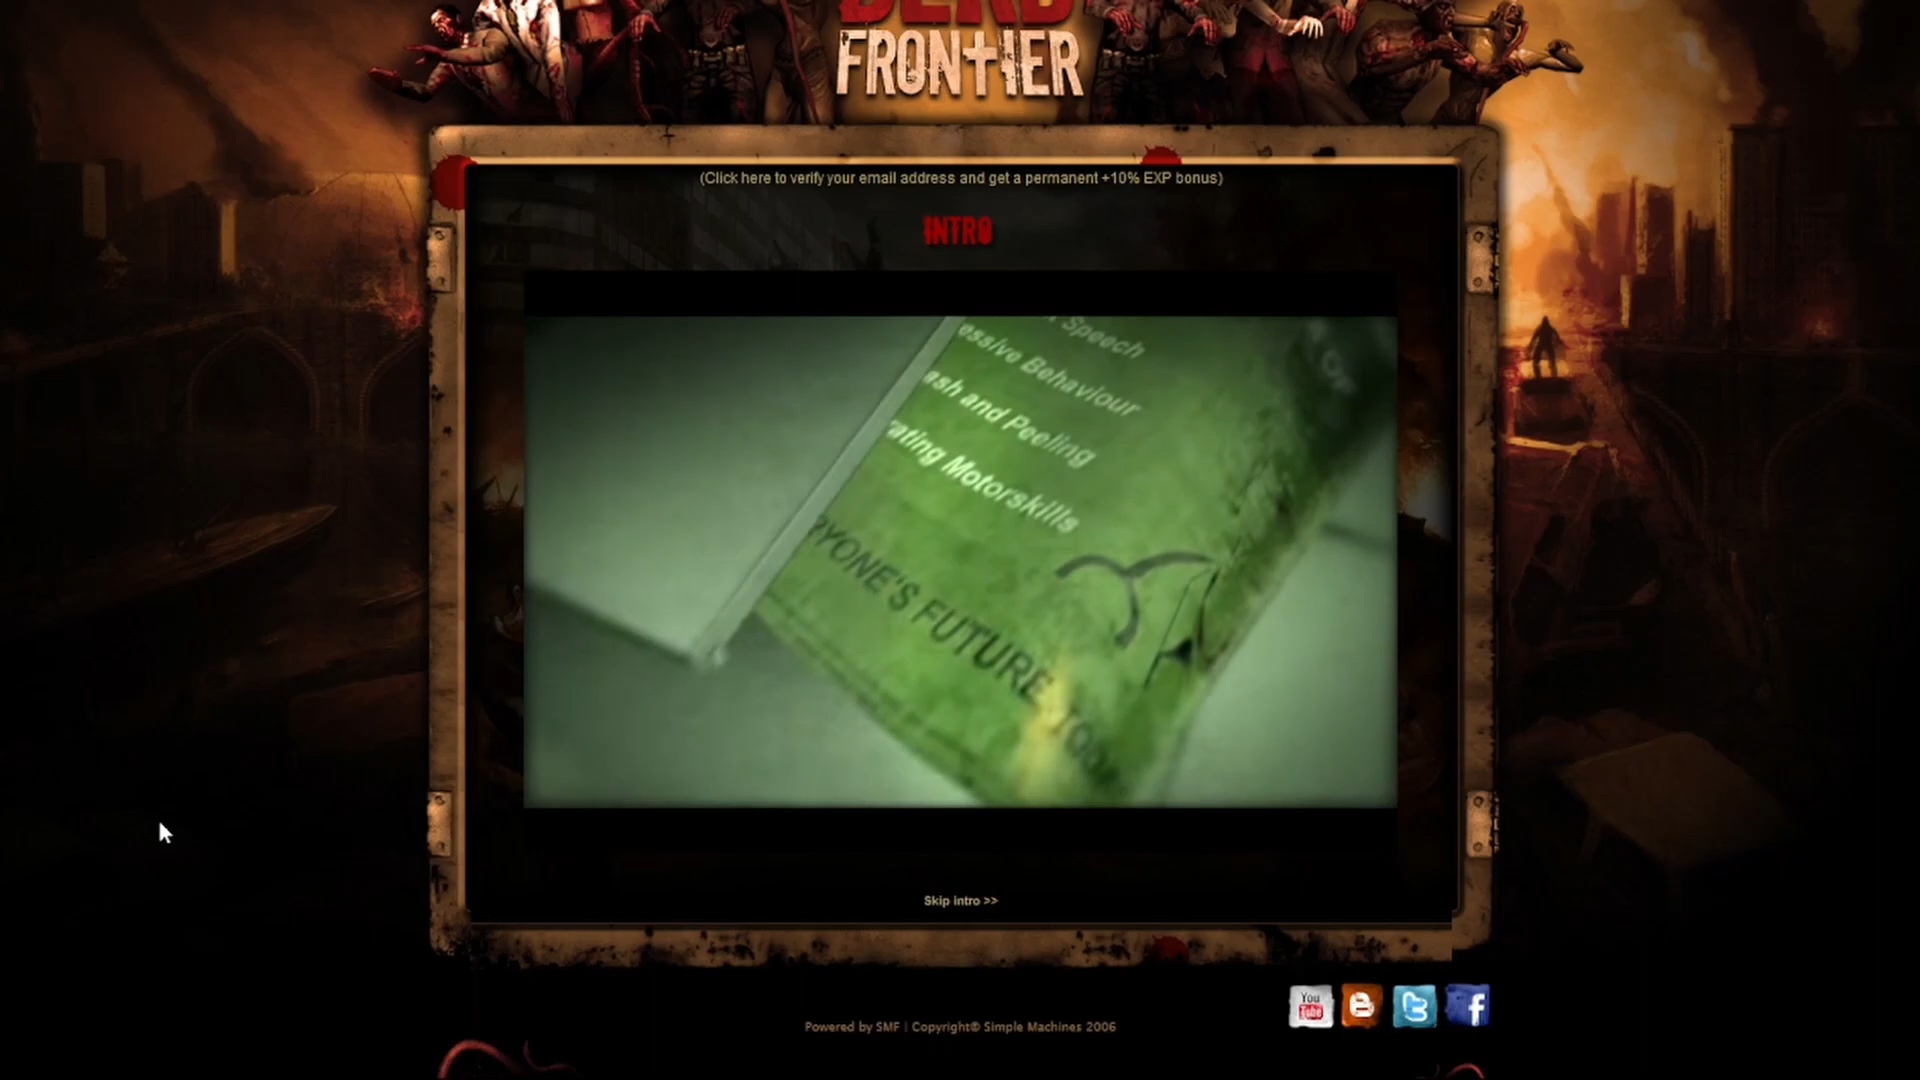 DEAD
FRONTIER
(Click here to verify your email address and get a permanent +10% EXP bonus)
INTRO
Speech
essive Behaviour
ash and Peeling
ating Motorskills
RYONE'S FUTURE
Skip intro >>
You
Tube
Powered by SMF | Copyright© Simple Machines 2006